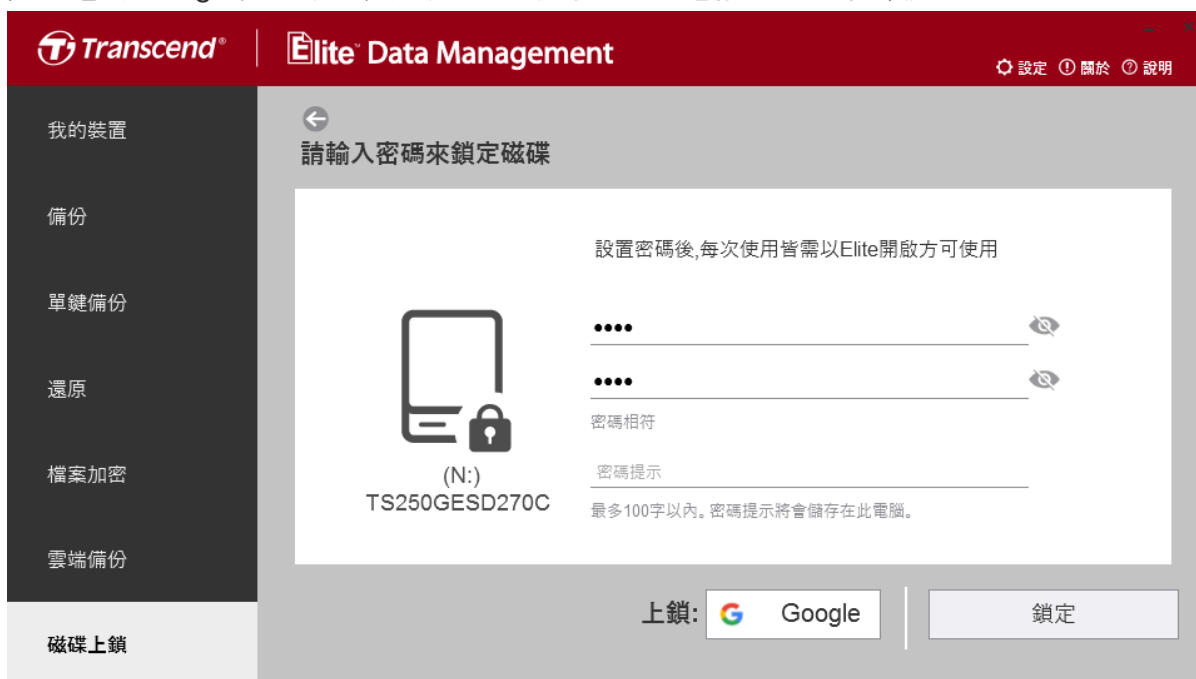 Transcend®
Elite™ Data Management
設定 關於 說明
我的裝置
備份
單鍵備份
還原
檔案加密
雲端備份
磁碟上鎖
請輸入密碼來鎖定磁碟
設置密碼後,每次使用皆需以Elite開啟方可使用
••••
••••
密碼相符
密碼提示
最多100字以內。密碼提示將會儲存在此電腦。
(N:)
TS250GESD270C
上鎖: G Google
鎖定